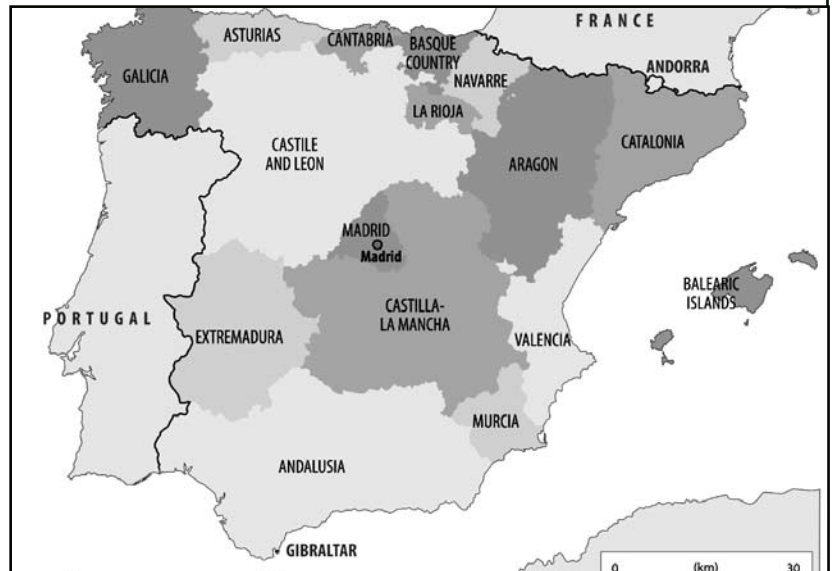 FRANCE
ASTURIAS
CANTABRIA
BASQUE
COUNTRY
GALICIA
NAVARRE
ANDORRA
LA RIOJA
CASTILE
AND LEON
ARAGON
CATALONIA
MADRID
Madrid
BALEARIC
ISLANDS
CASTILLA-
LA MANCHA
PORTUGAL
EXTREMADURA
VALENCIA
MURCIA
ANDALUSIA
GIBRALTAR
0 (km) 30